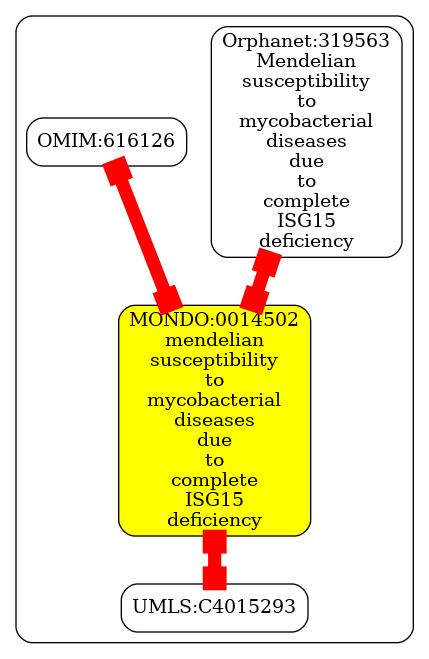 Orphanet:319563
Mendelian
susceptibility
to
mycobacterial
diseases
due
to
complete
ISG15
deficiency
OMIM:616126
MONDO:0014502
mendelian
susceptibility
to
mycobacterial
diseases
due
to
complete
ISG15
deficiency
UMLS:C4015293